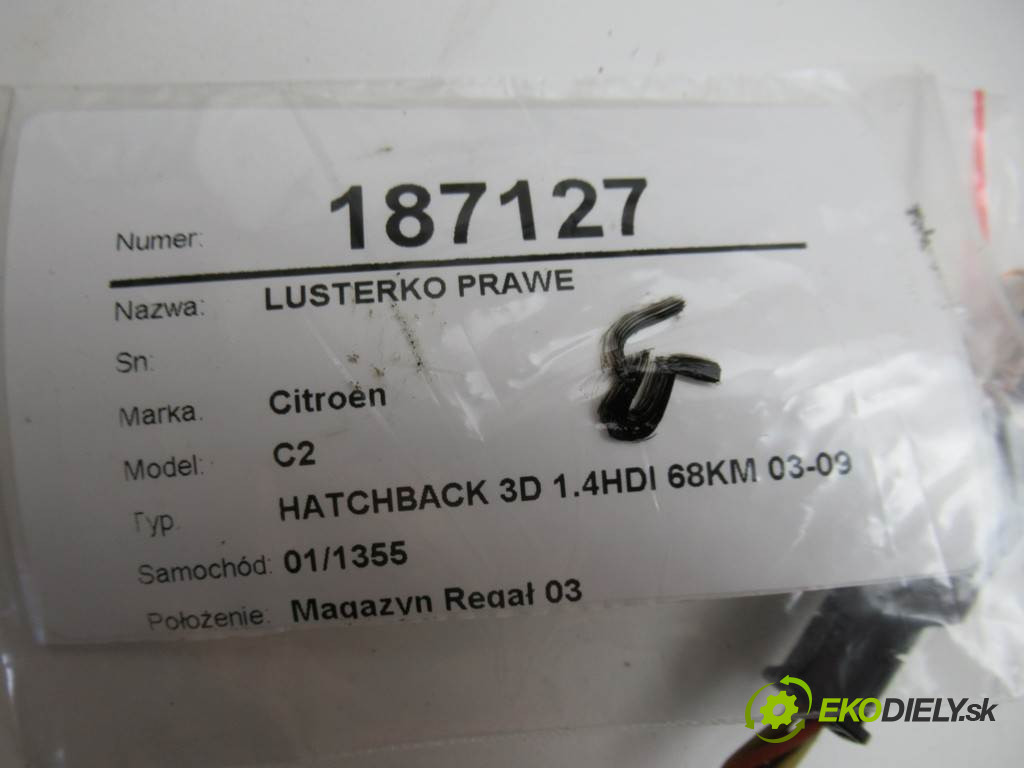 Numer: 187127
Nazwa: LUSTERKO PRAWE
Sn:
Marka: Citroën
Model: C2
Typ: HATCHBACK 3D 1.4HDI 68KM 03-09
Samochód: 01/1355
Położenie: Magazyn Regał 03
EKODIELY.sk